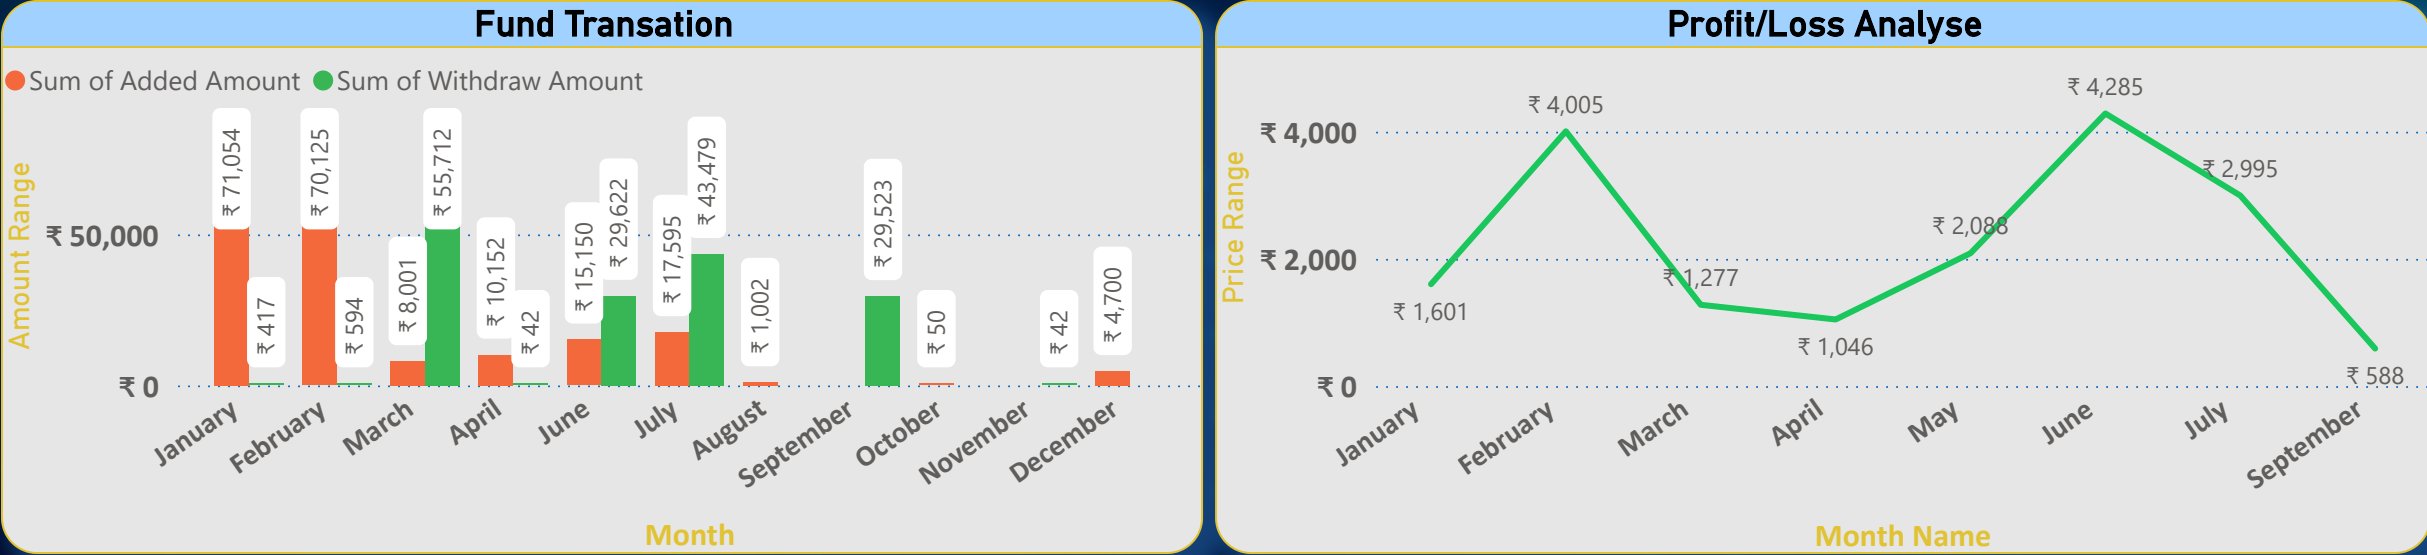 Fund Transation
Sum of Added Amount Sum of Withdraw Amount
Amount Range
₹ 50,000
₹ 0
₹ 71,054
₹ 417
₹ 70,125
₹ 594
₹ 8,001
₹ 55,712
₹ 10,152
₹ 42
₹ 15,150
₹ 29,622
₹ 17,595
₹ 43,479
₹ 1,002
₹ 29,523
₹ 50
₹ 42
₹ 4,700
January
February
March
April
June
July
August
September
October
November
December
Month
Profit/Loss Analyse
Price Range
₹ 4,000
₹ 2,000
₹ 0
₹ 1,601
₹ 4,005
₹ 1,277
₹ 1,046
₹ 2,088
₹ 4,285
₹ 2,995
₹ 588
January
February
March
April
May
June
July
September
Month Name